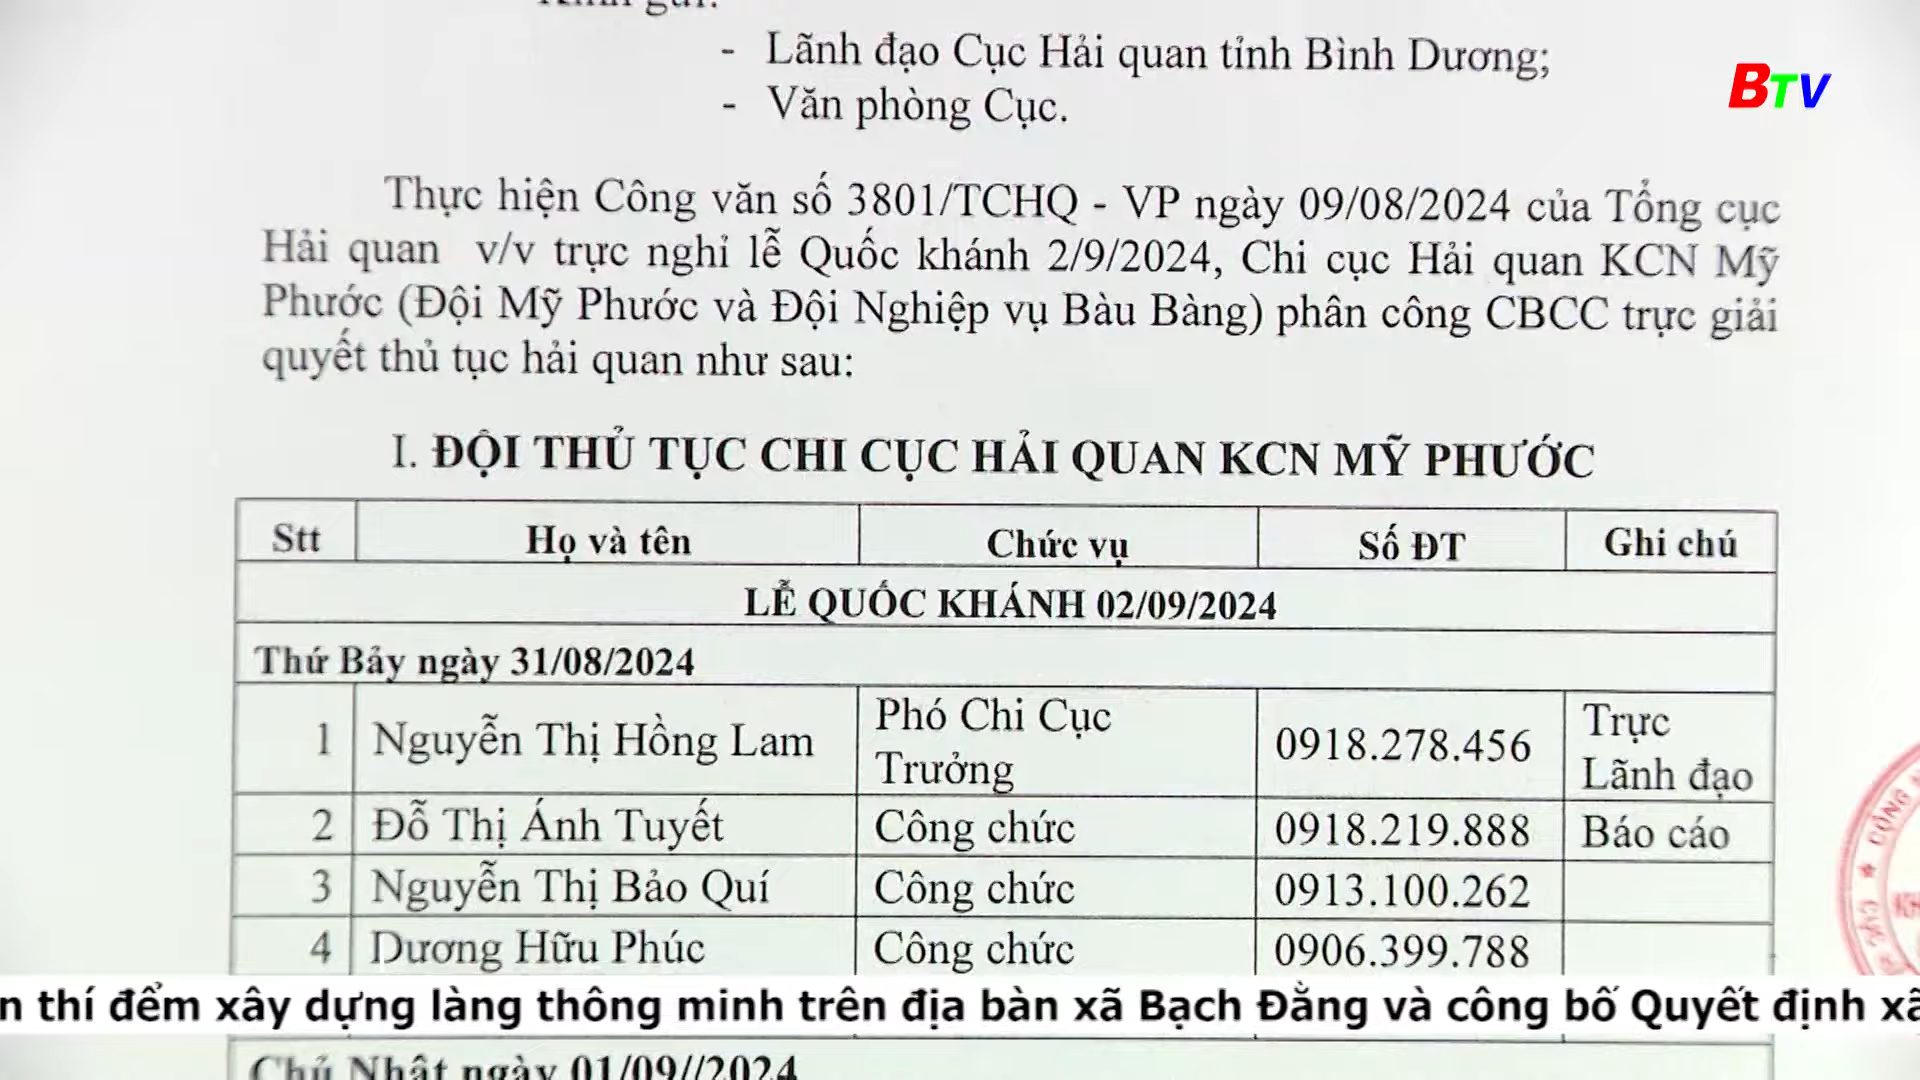 - Lãnh đạo Cục Hải quan tỉnh Bình Dương;
- Văn phòng Cục.
BTV
Thực hiện Công văn số 3801/TCHQ - VP ngày 09/08/2024 của Tổng cục
Hải quan v/v trực nghỉ lễ Quốc khánh 2/9/2024, Chi cục Hải quan KCN Mỹ
Phước (Đội Mỹ Phước và Đội Nghiệp vụ Bàu Bàng) phân công CBCC trực giải
quyết thủ tục hải quan như sau:
I. ĐỘI THỦ TỤC CHI CỤC HẢI QUAN KCN MỸ PHƯỚC
Stt Họ và tên Chức vụ Số ĐT Ghi chú
LỄ QUỐC KHÁNH 02/09/2024
Thứ Bảy ngày 31/08/2024
1 Nguyễn Thị Hồng Lam Phó Chi Cục Trưởng 0918.278.456 Trực Lãnh đạo
2 Đỗ Thị Ánh Tuyết Công chức 0918.219.888 Báo cáo
3 Nguyễn Thị Bảo Quí Công chức 0913.100.262
4 Dương Hữu Phúc Công chức 0906.399.788
n thí đểm xây dựng làng thông minh trên địa bàn xã Bạch Đằng và công bố Quyết định xã
Chủ Nhật ngày 01/09//2024